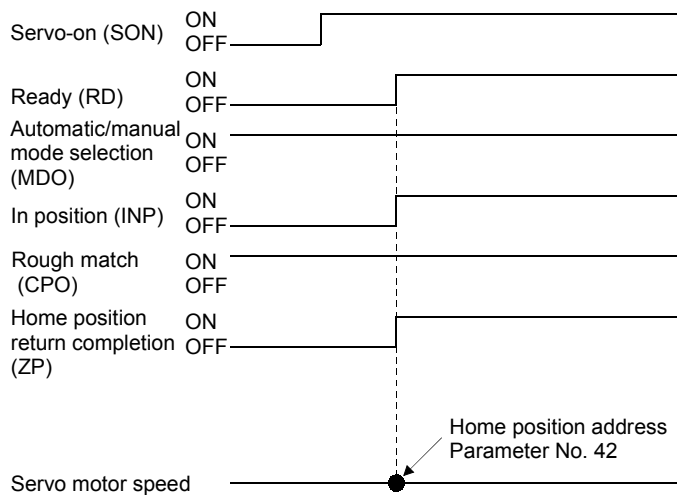 Servo-on (SON)
ON
OFF
Ready (RD)
ON
OFF
Automatic/manual
mode selection
(MDO)
ON
OFF
In position (INP)
ON
OFF
Rough match
(CPO)
ON
OFF
Home position
return completion
(ZP)
ON
OFF
Home position address
Parameter No. 42
Servo motor speed